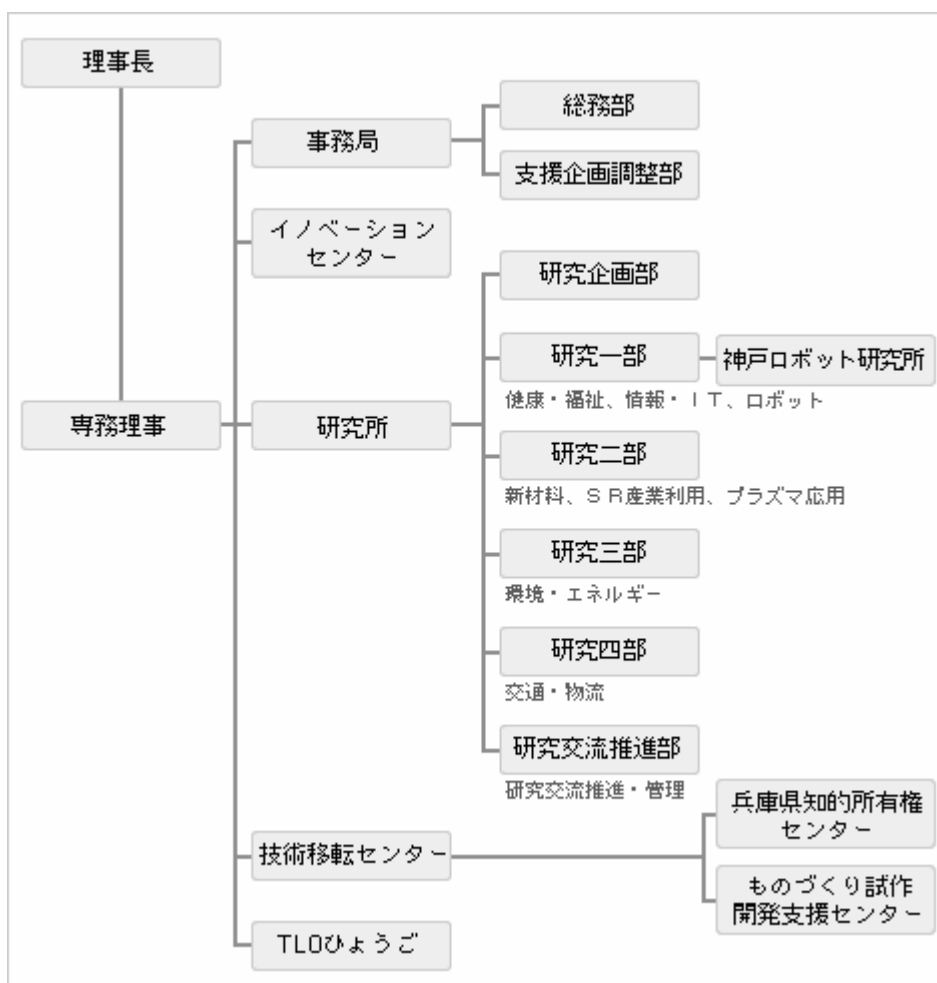 理事長
事務局
総務部
支援企画調整部
イノベーション
センター
研究企画部
研究一部
神戸ロボット研究所
健康・福祉、情報・IT、ロボット
専務理事
研究所
研究二部
新材料、SR産業利用、プラズマ応用
研究三部
環境・エネルギー
研究四部
交通・物流
研究交流推進部
研究交流推進・管理
技術移転センター
兵庫県知的所有権
センター
ものづくり試作
開発支援センター
TLOひょうご